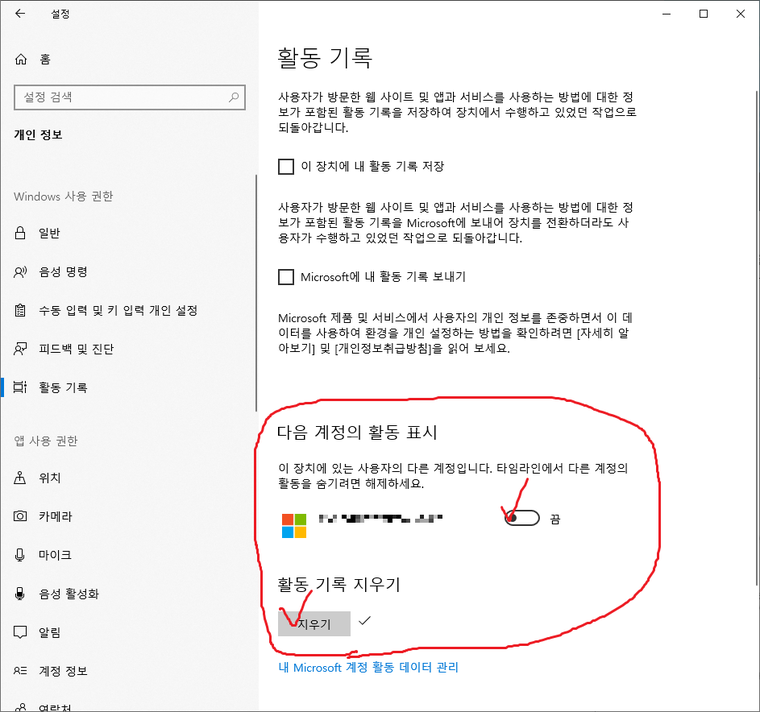 설정
홈
설정 검색
개인 정보
Windows 사용 권한
일반
음성 명령
수동 입력 및 키 입력 개인 설정
피드백 및 진단
활동 기록
앱 사용 권한
위치
카메라
마이크
음성 활성화
알림
계정 정보
연락처
활동 기록
사용자가 방문한 웹 사이트 및 앱과 서비스를 사용하는 방법에 대한 정
보가 포함된 활동 기록을 저장하여 장치에서 수행하고 있었던 작업으로
되돌아갑니다.
이 장치에 내 활동 기록 저장
사용자가 방문한 웹 사이트 및 앱과 서비스를 사용하는 방법에 대한 정
보가 포함된 활동 기록을 Microsoft에 보내어 장치를 전환하더라도 사
용자가 수행하고 있었던 작업으로 되돌아갑니다.
Microsoft에 내 활동 기록 보내기
Microsoft 제품 및 서비스에서 사용자의 개인 정보를 존중하면서 이 데
이터를 사용하여 환경을 개인 설정하는 방법을 확인하려면 [자세히 알
아보기] 및 [개인정보취급방침]을 읽어 보세요.
다음 계정의 활동 표시
이 장치에 있는 사용자의 다른 계정입니다. 타임라인에서 다른 계정의
활동을 숨기려면 해제하세요.
끔
활동 기록 지우기
지우기
내 Microsoft 계정 활동 데이터 관리